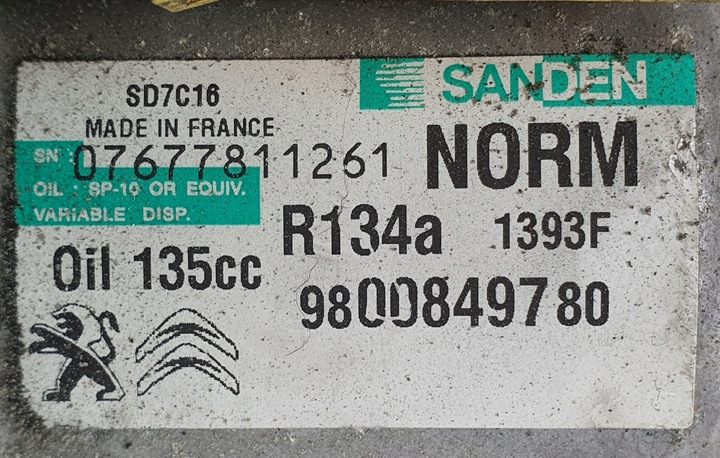 SANDEN
SD7C16
MADE IN FRANCE
SN : 07677811261
NORM
OIL : SP-10 OR EQUIV.
VARIABLE DISP.
R134a 1393F
Oil 135cc
9800849780